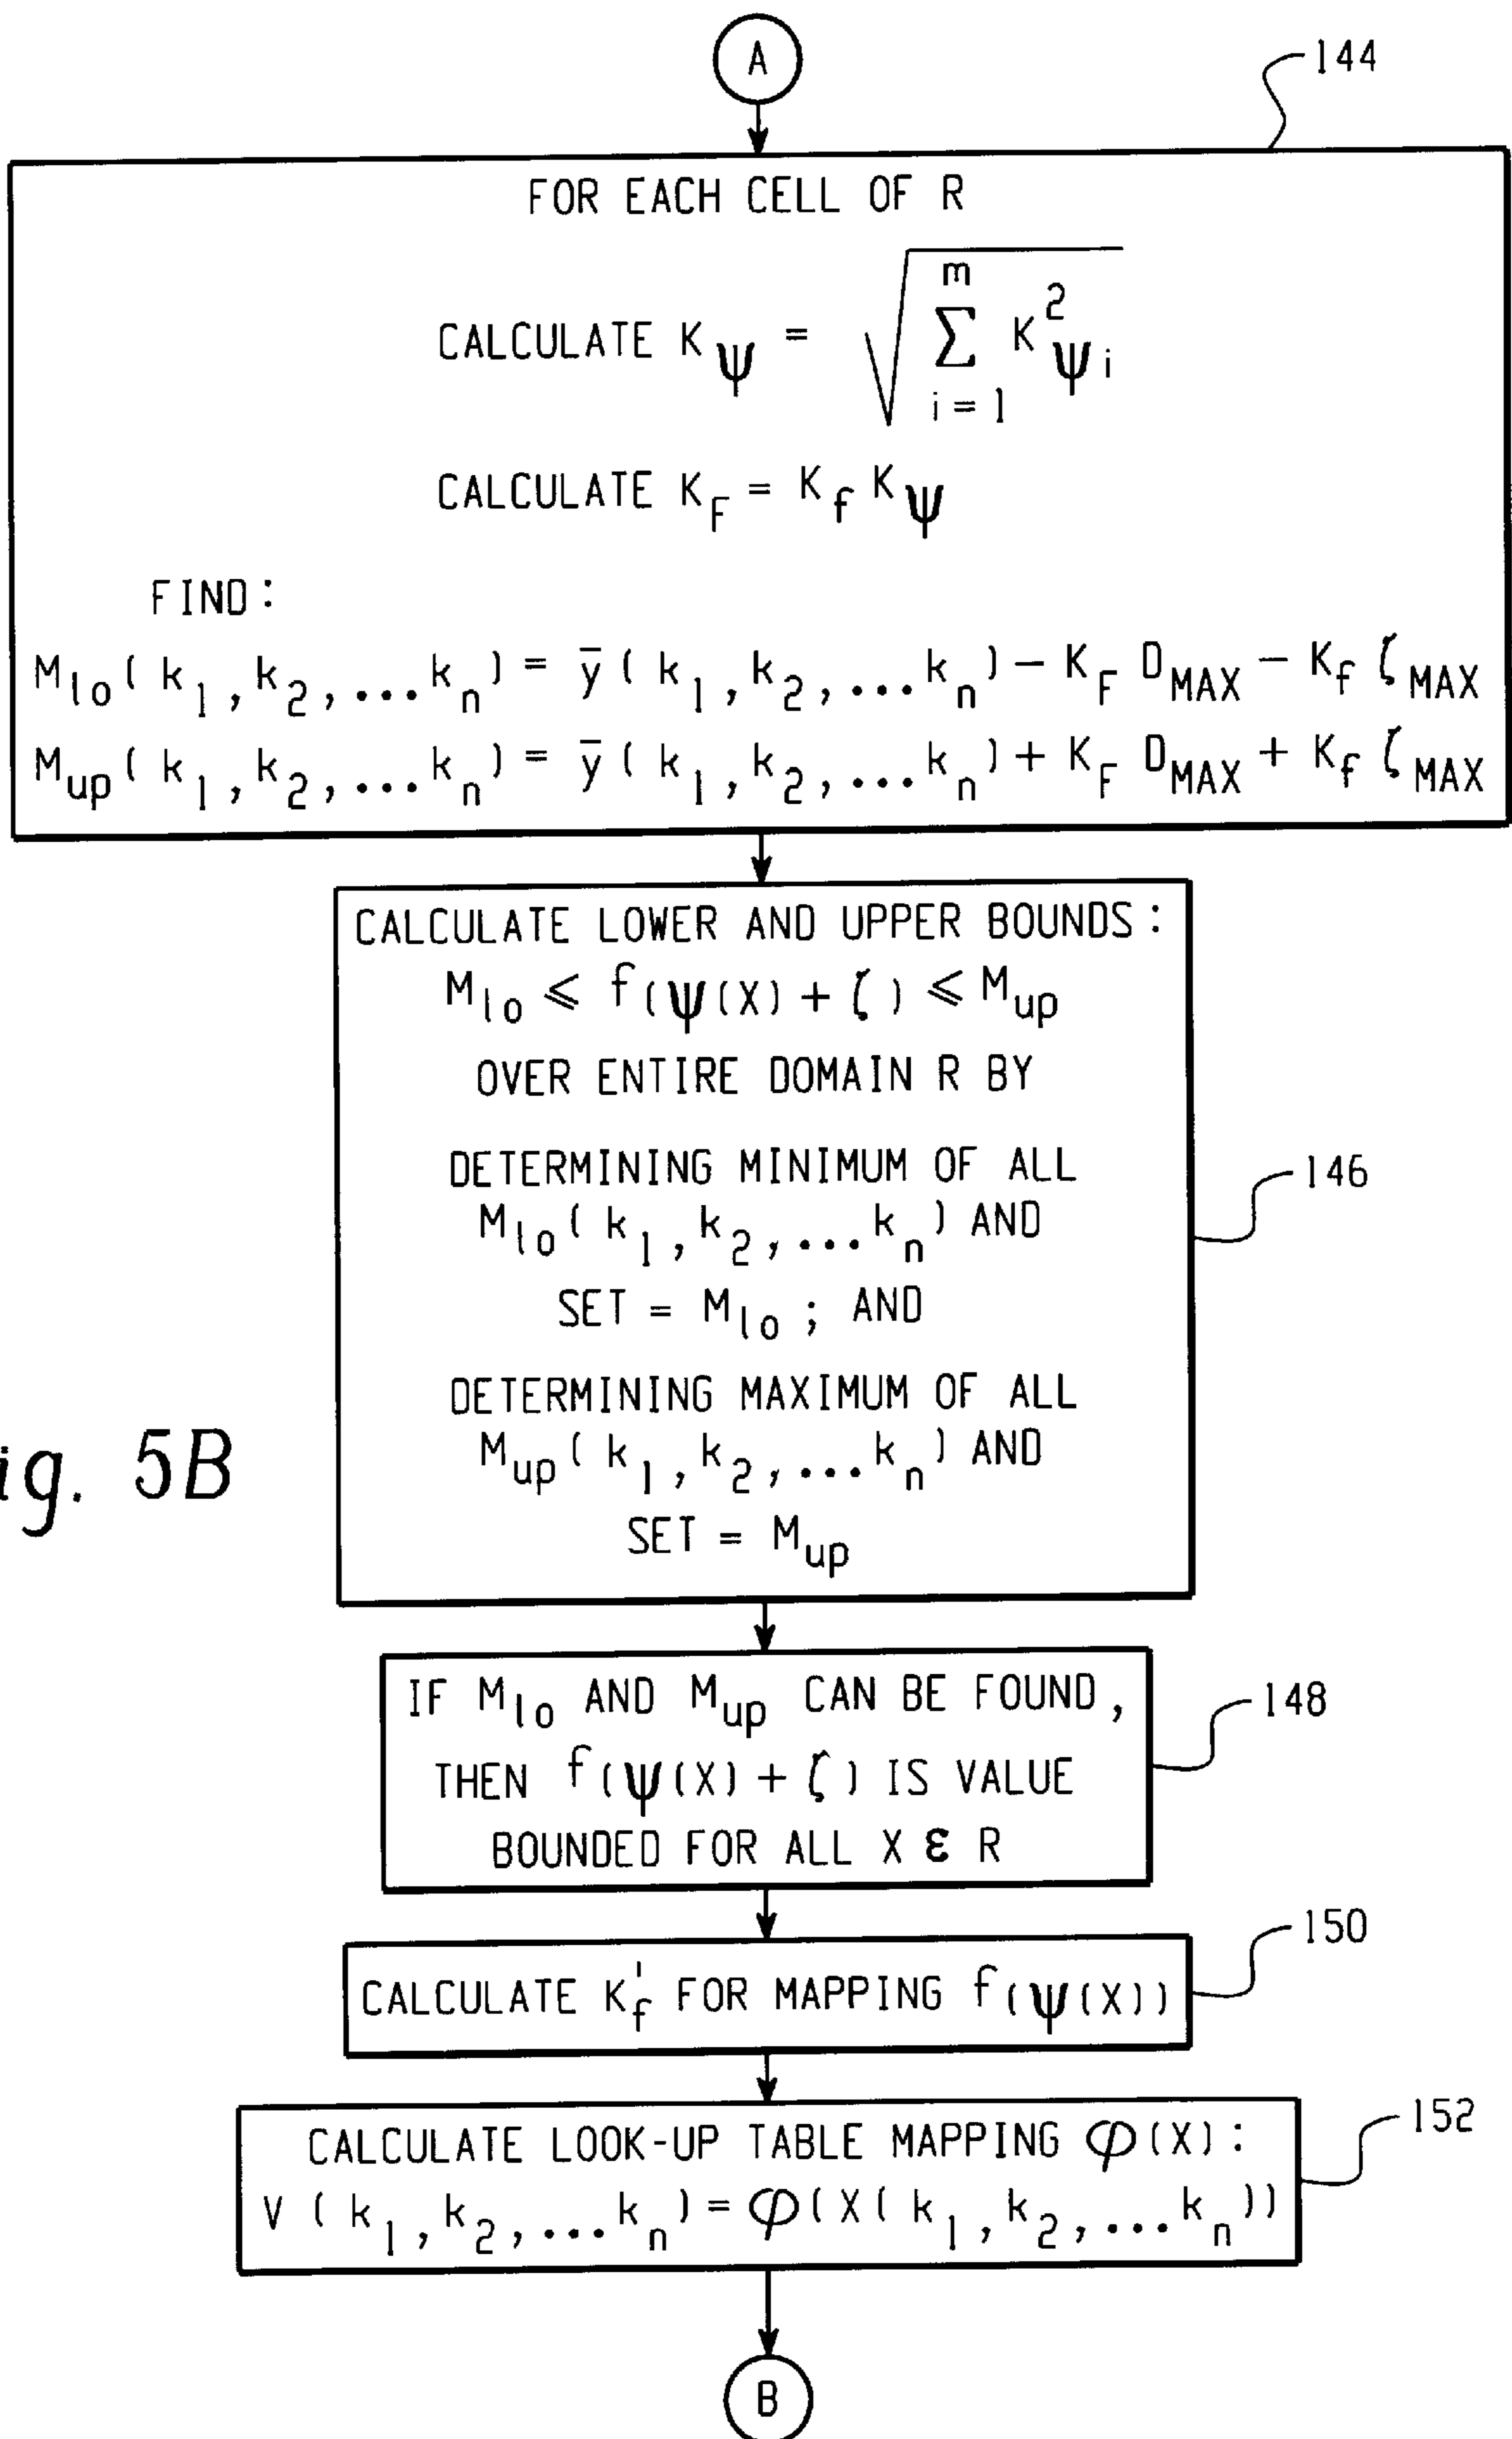 A
144
FOR EACH CELL OF R
CALCULATE K_ψ = √(∑_{i=1}^{m} K²_{ψi})
CALCULATE K_F = K_f K_ψ
FIND:
M_lo(k_1,k_2,...k_n) = ȳ(k_1,k_2,...k_n) − K_F D_MAX − K_f ζ_MAX
M_up(k_1,k_2,...k_n) = ȳ(k_1,k_2,...k_n) + K_F D_MAX + K_f ζ_MAX
CALCULATE LOWER AND UPPER BOUNDS:
M_lo ⩽ f(ψ(X) + ζ) ⩽ M_up
OVER ENTIRE DOMAIN R BY
DETERMINING MINIMUM OF ALL
M_lo(k_1,k_2,...k_n) AND
SET = M_lo ; AND
DETERMINING MAXIMUM OF ALL
M_up(k_1,k_2,...k_n) AND
SET = M_up
146
ig. 5B
IF M_lo AND M_up CAN BE FOUND,
THEN f(ψ(X) + ζ) IS VALUE
BOUNDED FOR ALL X ε R
148
CALCULATE K'_f FOR MAPPING f(ψ(X))
150
CALCULATE LOOK-UP TABLE MAPPING φ(X):
V(k_1,k_2,...k_n) = φ(X(k_1,k_2,...k_n))
152
B